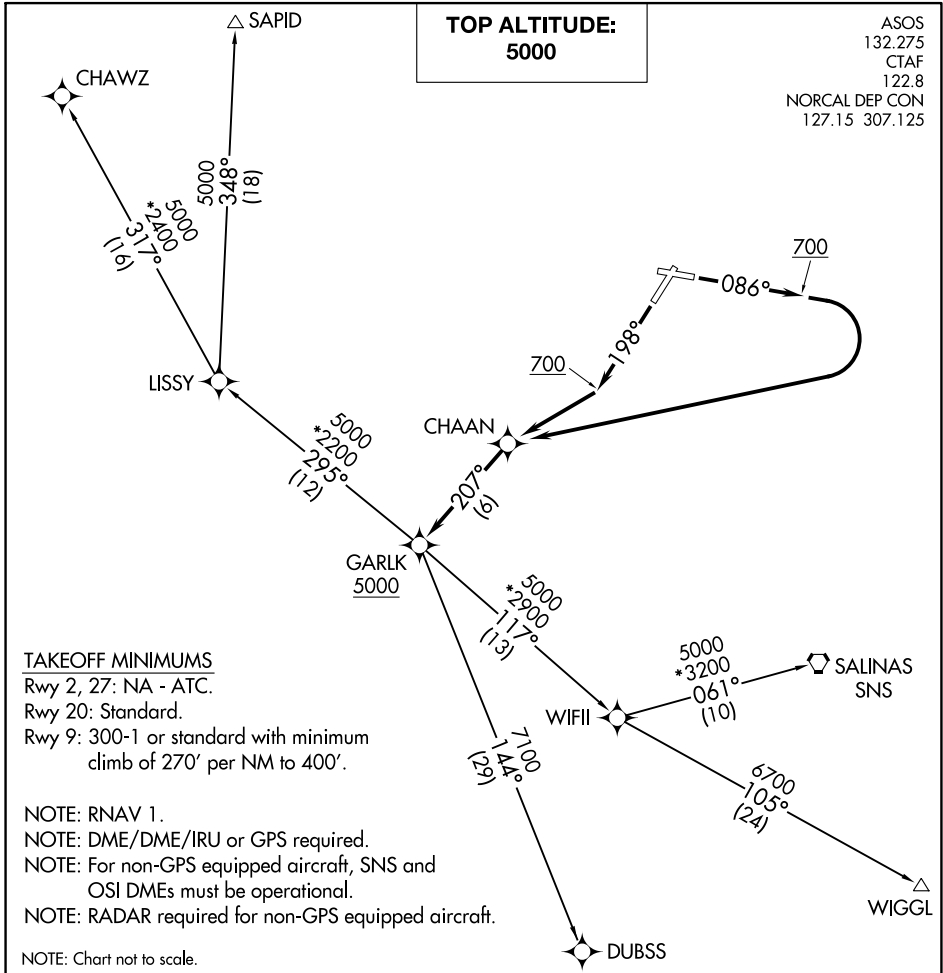 TOP ALTITUDE:
5000
ASOS
132.275
CTAF
122.8
NORCAL DEP CON
127.15 307.125
SAPID
CHAWZ
5000
348°
(18)
5000
*2400
317°
(16)
700
086°
198°
700
LISSY
CHAAN
5000
*2200
295°
(12)
207°
(6)
GARLK
5000
5000
*2900
117°
(13)
5000
*3200
061°
(10)
SALINAS
SNS
WIFII
7100
144°
(29)
6700
105°
(24)
WIGGL
DUBSS
TAKEOFF MINIMUMS
Rwy 2, 27: NA - ATC.
Rwy 20: Standard.
Rwy 9: 300-1 or standard with minimum
climb of 270' per NM to 400'.
NOTE: RNAV 1.
NOTE: DME/DME/IRU or GPS required.
NOTE: For non-GPS equipped aircraft, SNS and
OSI DMEs must be operational.
NOTE: RADAR required for non-GPS equipped aircraft.
NOTE: Chart not to scale.